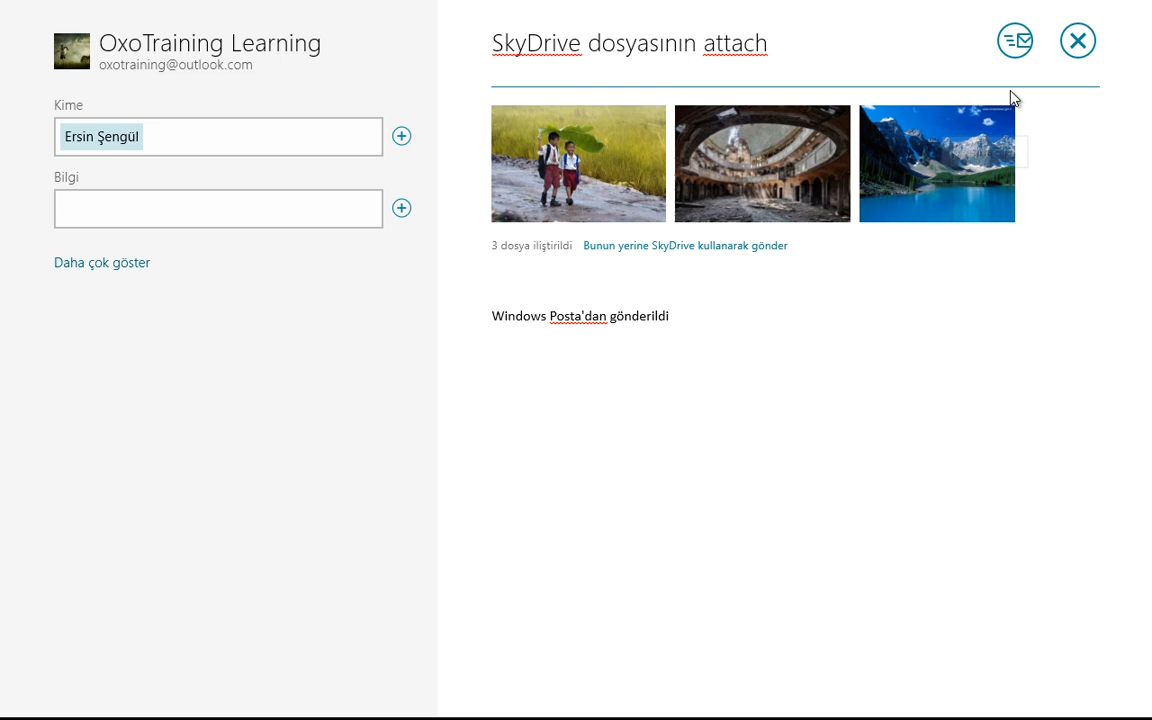 OxoTraining Learning
oxotraining@outlook.com
Kime
Ersin Şengül
Bilgi
Daha çok göster
SkyDrive dosyasının attach
3 dosya iliştirildi Bunun yerine SkyDrive kullanarak gönder
Windows Posta'dan gönderildi